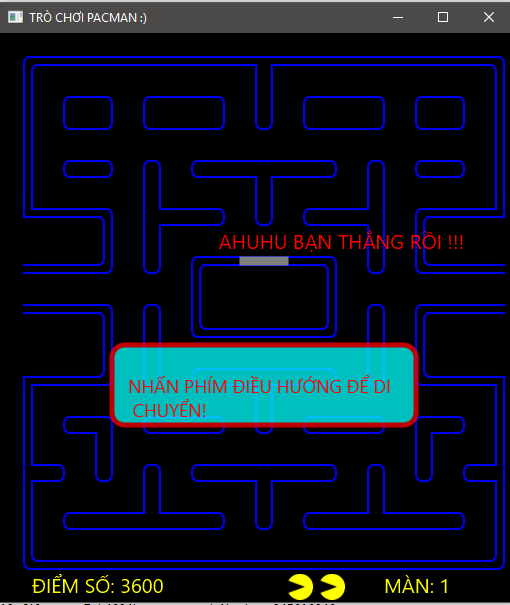 TRÒ CHƠI PACMAN :)
AHUHU BẠN THẮNG RỒI !!!
NHẤN PHÍM ĐIỀU HƯỚNG ĐỂ DI
CHUYỂN!
ĐIỂM SỐ: 3600
MÀN: 1